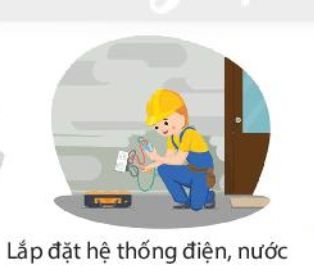 Lắp đặt hệ thống điện, nước